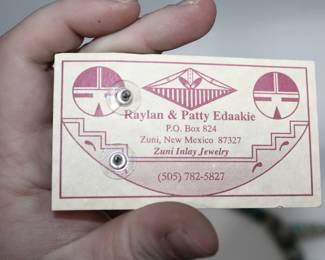 Raylan & Patty Edaakie
P.O. Box 824
Zuni, New Mexico 87327
Zuni Inlay Jewelry
(505) 782-5827